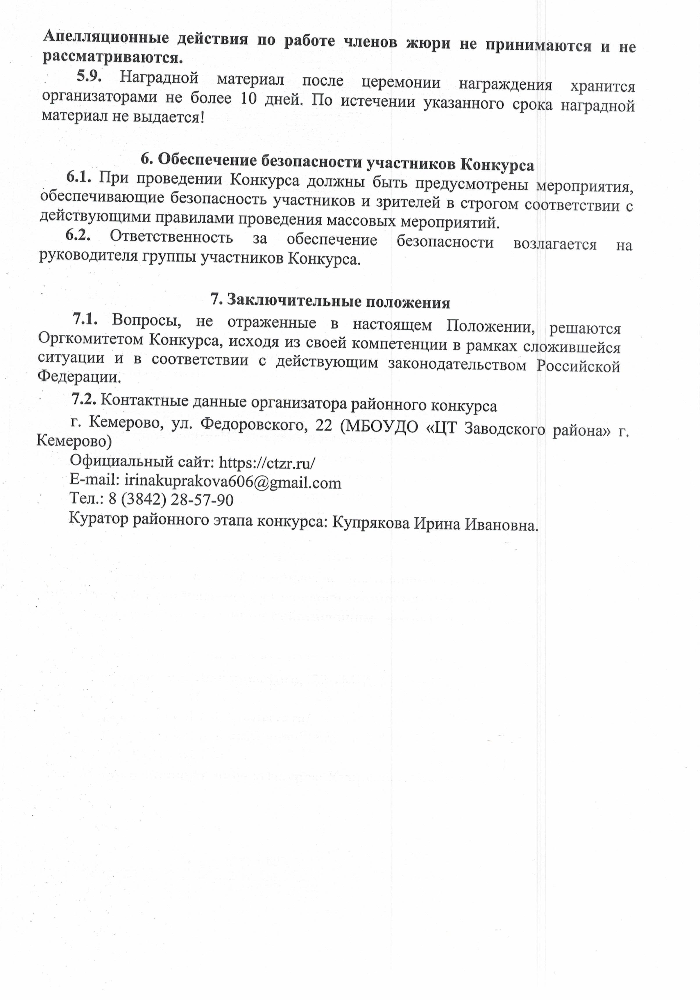 Апелляционные действия по работе членов жюри не принимаются и не
рассматриваются.
5.9. Наградной материал после церемонии награждения хранится
организаторами не более 10 дней. По истечении указанного срока наградной
материал не выдается!
6. Обеспечение безопасности участников Конкурса
6.1. При проведении Конкурса должны быть предусмотрены мероприятия,
обеспечивающие безопасность участников и зрителей в строгом соответствии с
действующими правилами проведения массовых мероприятий.
6.2. Ответственность за обеспечение безопасности возлагается на
руководителя группы участников Конкурса.
7. Заключительные положения
7.1. Вопросы, не отраженные в настоящем Положении, решаются
Оргкомитетом Конкурса, исходя из своей компетенции в рамках сложившейся
ситуации и в соответствии с действующим законодательством Российской
Федерации.
7.2. Контактные данные организатора районного конкурса
г. Кемерово, ул. Федоровского, 22 (МБОУДО «ЦТ Заводского района» г.
Кемерово)
Официальный сайт: https://ctzr.ru/
E-mail: irinakuprakova606@gmail.com
Тел.: 8 (3842) 28-57-90
Куратор районного этапа конкурса: Купрякова Ирина Ивановна.